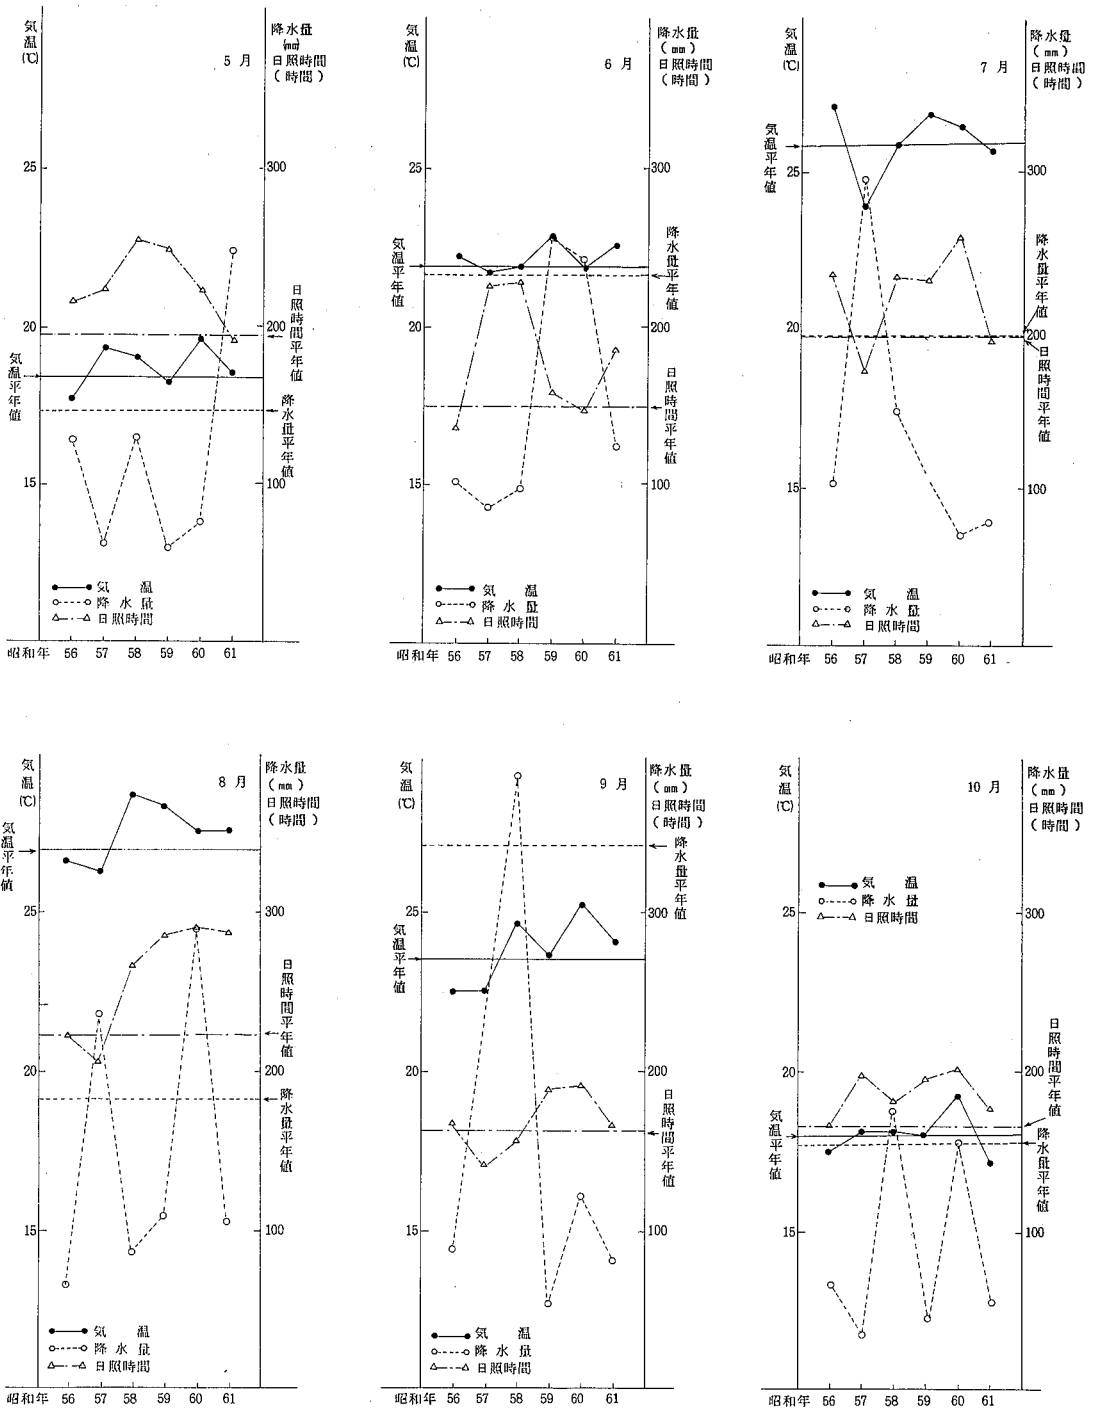 気温(℃)
5 月
降水量
(mm)
日照時間
(時間)
25
20
15
300
200
100
気温平年値
日照時間平年値
降水量平年値
気 温
降 水 量
日照時間
昭和年 56 57 58 59 60 61
気温(℃)
6 月
降水量
(mm)
日照時間
(時間)
25
20
15
300
200
100
気温平年値
降水量平年値
日照時間平年値
気 温
降 水 量
日照時間
昭和年 56 57 58 59 60 61
気温(℃)
7 月
降水量
(mm)
日照時間
(時間)
25
20
15
300
200
100
気温平年値
降水量平年値
日照時間平年値
気 温
降 水 量
日照時間
昭和年 56 57 58 59 60 61
気温(℃)
8 月
降水量
(mm)
日照時間
(時間)
気温平年値
25
20
15
300
200
100
日照時間平年値
降水量平年値
気 温
降 水 量
日照時間
昭和年 56 57 58 59 60 61
気温(℃)
9 月
降水量
(mm)
日照時間
(時間)
降水量平年値
25
20
15
300
200
100
気温平年値
日照時間平年値
気 温
降 水 量
日照時間
昭和年 56 57 58 59 60 61
気温(℃)
10 月
降水量
(mm)
日照時間
(時間)
気 温
降 水 量
日照時間
25
20
15
300
200
100
日照時間平年値
気温平年値
降水量平年値
昭和年 56 57 58 59 60 61